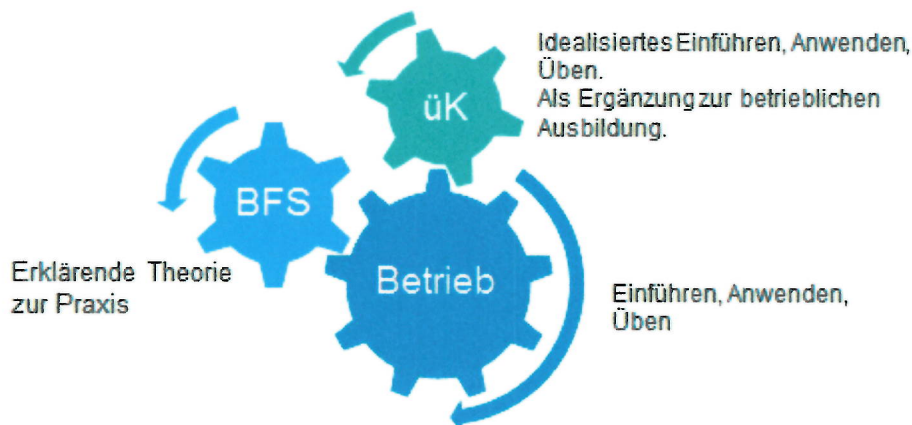 üK
Idealisiertes Einführen, Anwenden,
Üben.
Als Ergänzung zur betrieblichen
Ausbildung.
BFS
Erklärende Theorie
zur Praxis
Betrieb
Einführen, Anwenden,
Üben